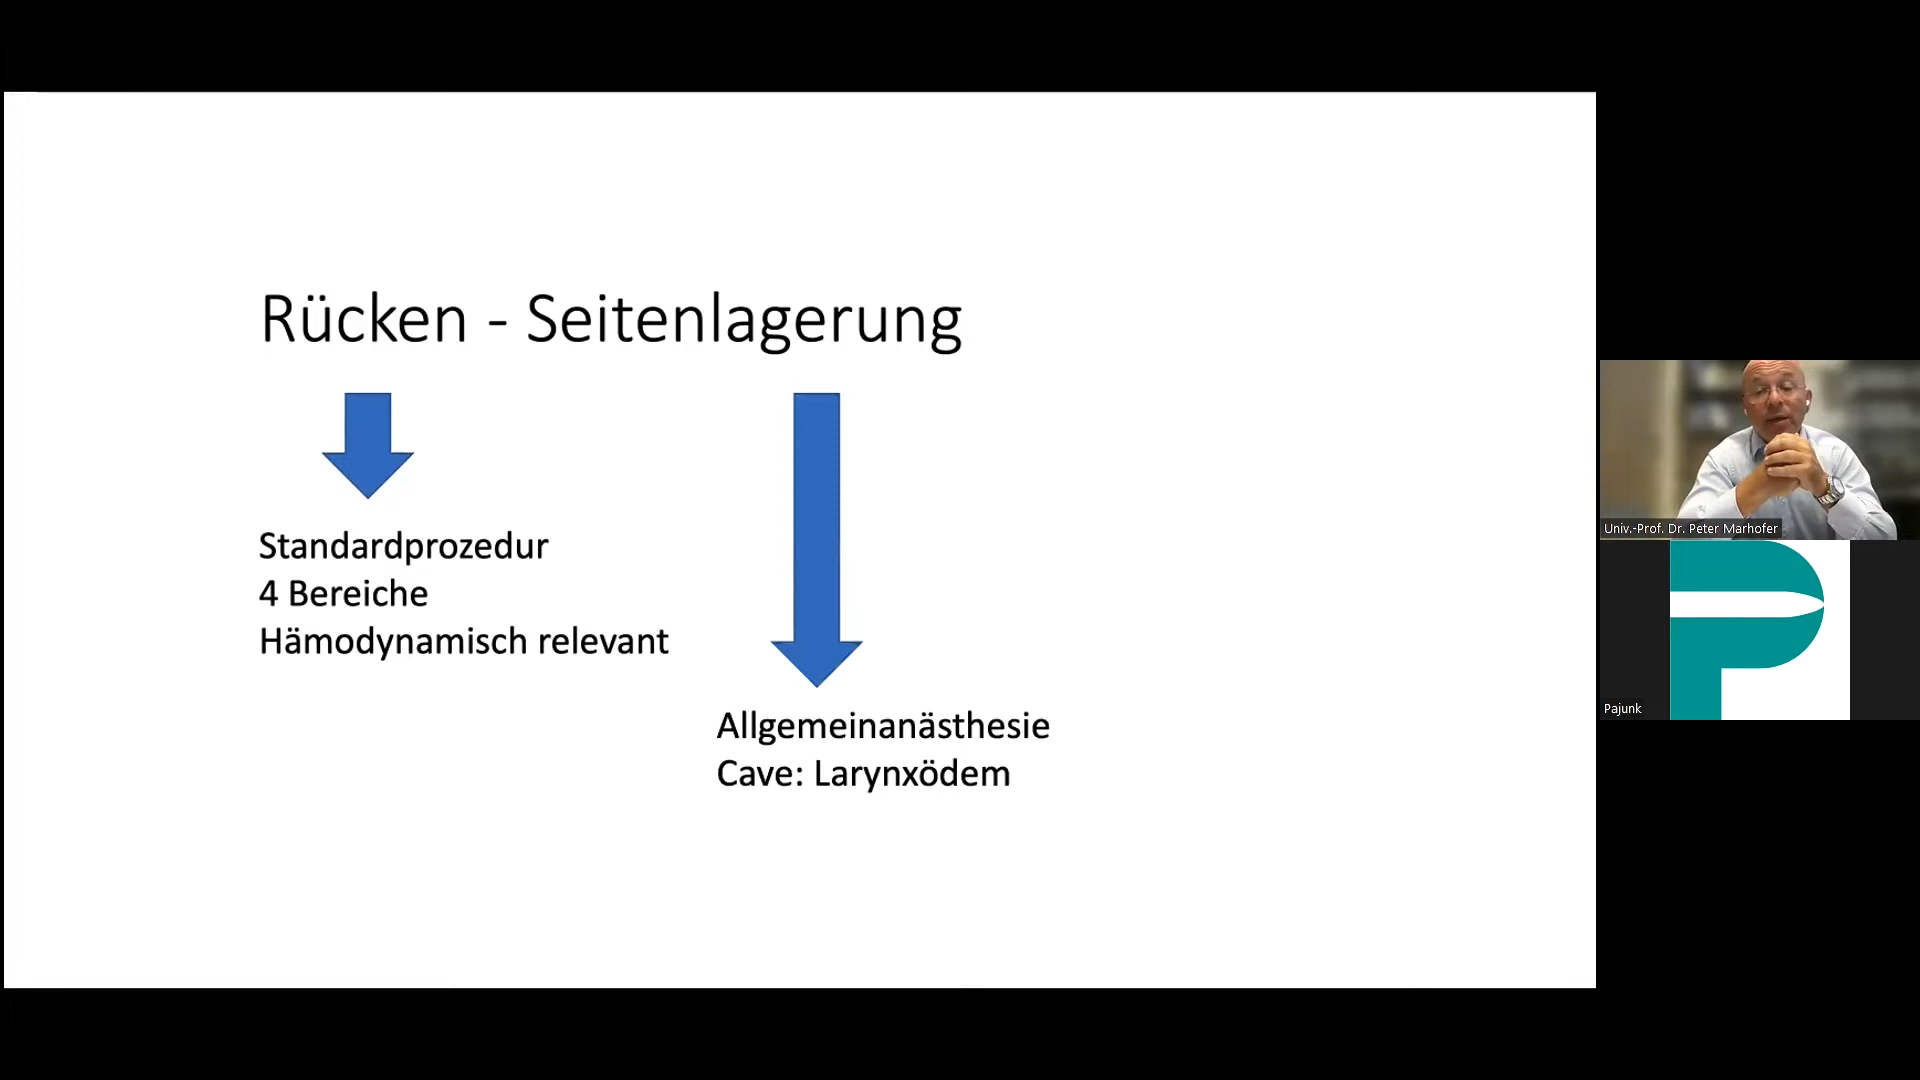 Rücken - Seitenlagerung
Standardprozedur
4 Bereiche
Hämodynamisch relevant
Allgemeinanästhesie
Cave: Larynxödem
Univ.-Prof. Dr. Peter Marhofer
Pajunk